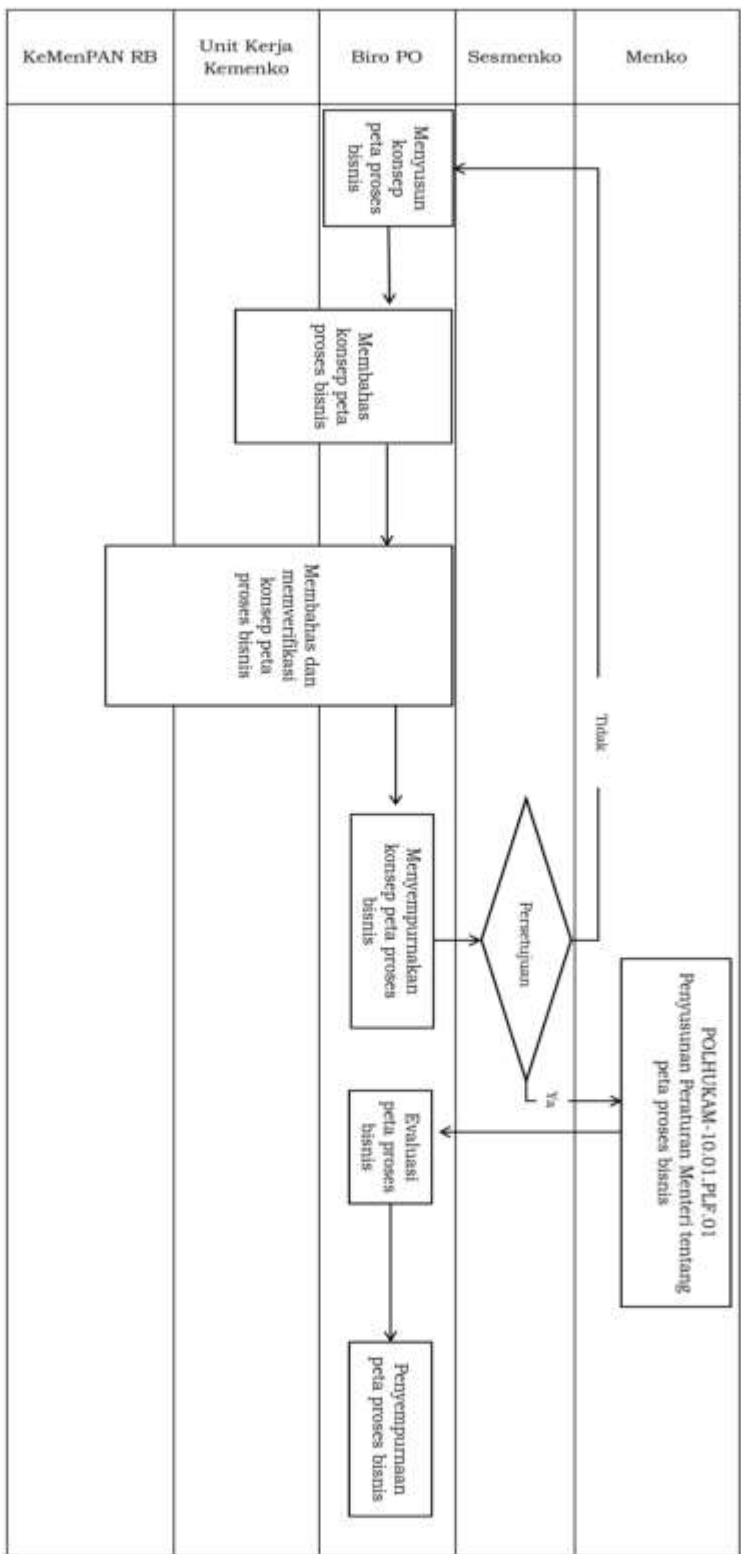 KeMenPAN RB
Unit Kerja
Kemenko
Biro PO
Sesmenko
Menko
Menyusun
konsep
peta proses
bisnis
Membahas
konsep peta
proses bisnis
Membahas dan
memverifikasi
konsep peta
proses bisnis
Menyempurnakan
konsep peta proses
bisnis
Persetujuan
Tidak
Ya
POLHUKAM-10.01.PLF.01
Penyusunan Peraturan Menteri tentang
peta proses bisnis
Evaluasi
peta proses
bisnis
Penyempurnaan
peta proses bisnis